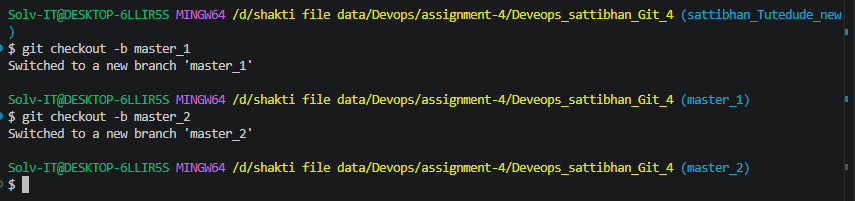 Solv-IT@DESKTOP-6LLIR5S MINGW64 /d/shakti file data/Devops/assignment-4/Deveops_sattibhan_Git_4 (sattibhan_Tutedude_new
)
$ git checkout -b master_1
Switched to a new branch 'master_1'
Solv-IT@DESKTOP-6LLIR5S MINGW64 /d/shakti file data/Devops/assignment-4/Deveops_sattibhan_Git_4 (master_1)
$ git checkout -b master_2
Switched to a new branch 'master_2'
Solv-IT@DESKTOP-6LLIR5S MINGW64 /d/shakti file data/Devops/assignment-4/Deveops_sattibhan_Git_4 (master_2)
$